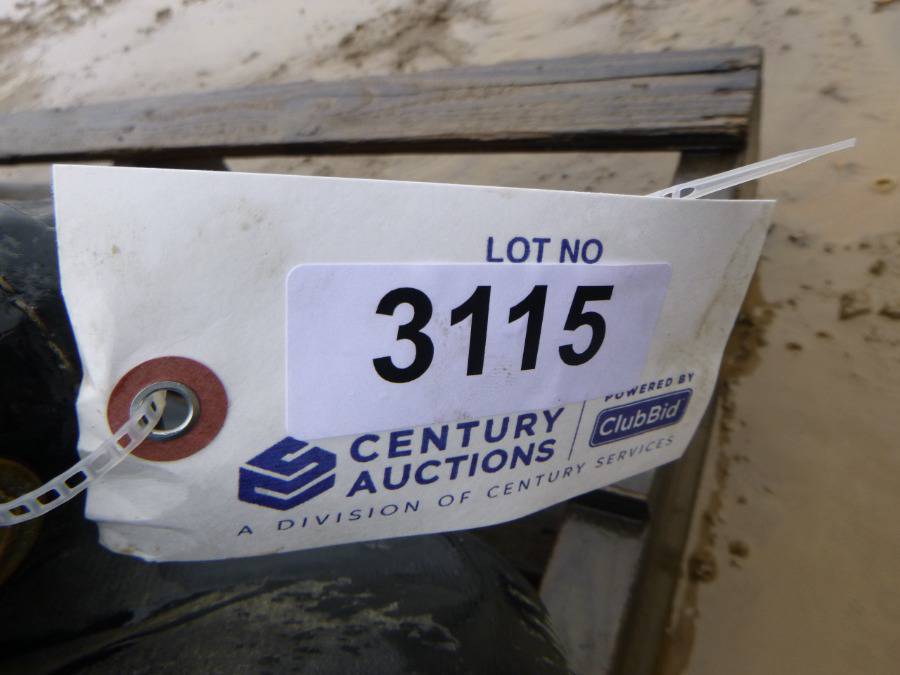 LOT NO
3115
CENTURY
AUCTIONS
POWERED BY
ClubBid
A DIVISION OF CENTURY SERVICES